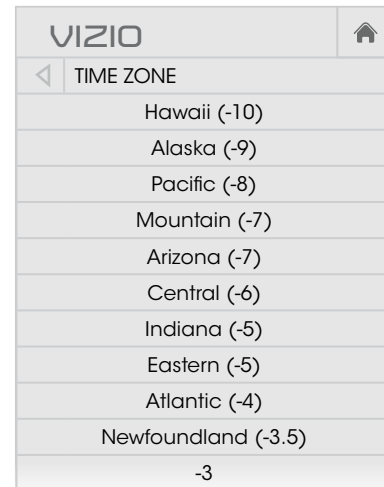 VIZIO
TIME ZONE
Hawaii (-10)
Alaska (-9)
Pacific (-8)
Mountain (-7)
Arizona (-7)
Central (-6)
Indiana (-5)
Eastern (-5)
Atlantic (-4)
Newfoundland (-3.5)
-3